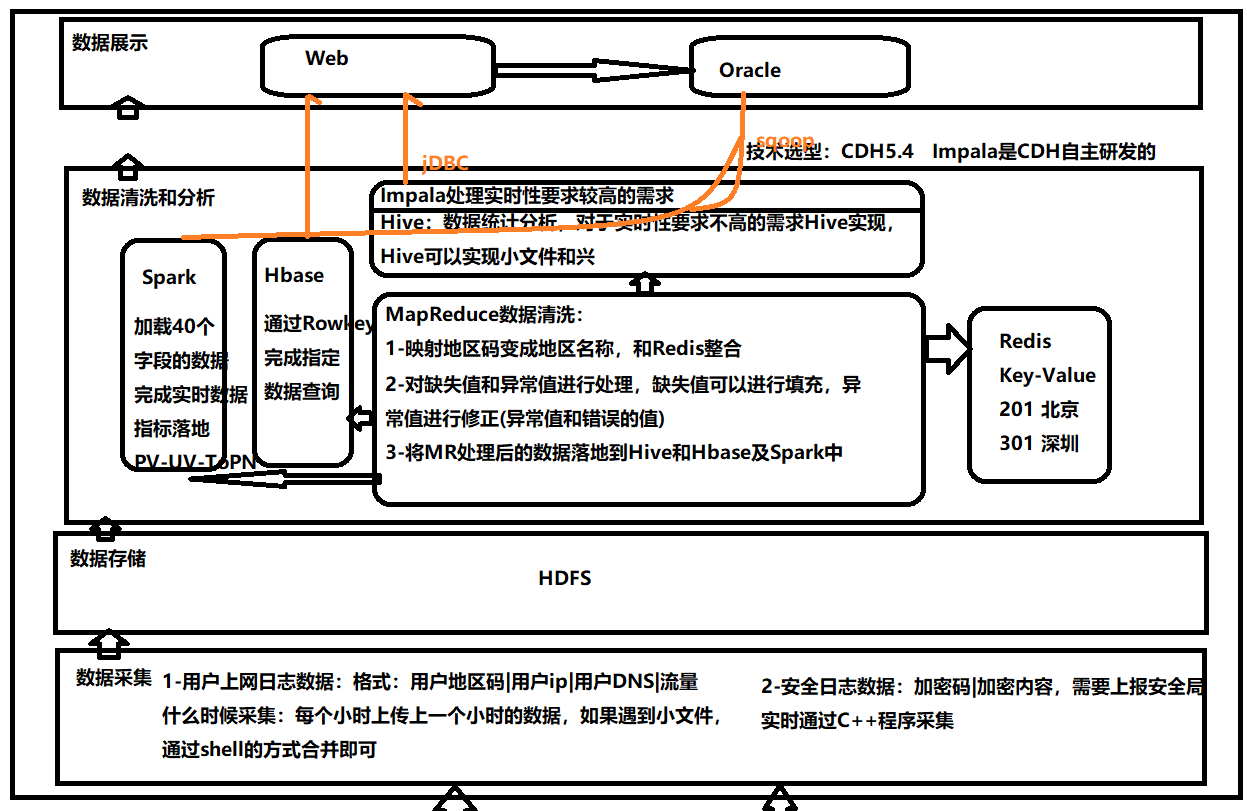 数据展示
Web
Oracle
sqoop
jDBC
技术选型：CDH5.4 Impala是CDH自主研发的
数据清洗和分析
Impala处理实时性要求较高的需求
Hive：数据统计分析，对于实时性要求不高的需求Hive实现，
Hive可以实现小文件和兴
Spark
加载40个
字段的数据
完成实时数据
指标落地
PV-UV-ToPN
Hbase
通过Rowkey
完成指定
数据查询
MapReduce数据清洗：
1-映射地区码变成地区名称，和Redis整合
2-对缺失值和异常值进行处理，缺失值可以进行填充，异
常值进行修正(异常值和错误的值)
3-将MR处理后的数据落地到Hive和Hbase及Spark中
Redis
Key-Value
201 北京
301 深圳
数据存储
HDFS
数据采集
1-用户上网日志数据：格式：用户地区码|用户ip|用户DNS|流量
什么时候采集：每个小时上传上一个小时的数据，如果遇到小文件，
通过shell的方式合并即可
2-安全日志数据：加密码|加密内容，需要上报安全局
实时通过C++程序采集